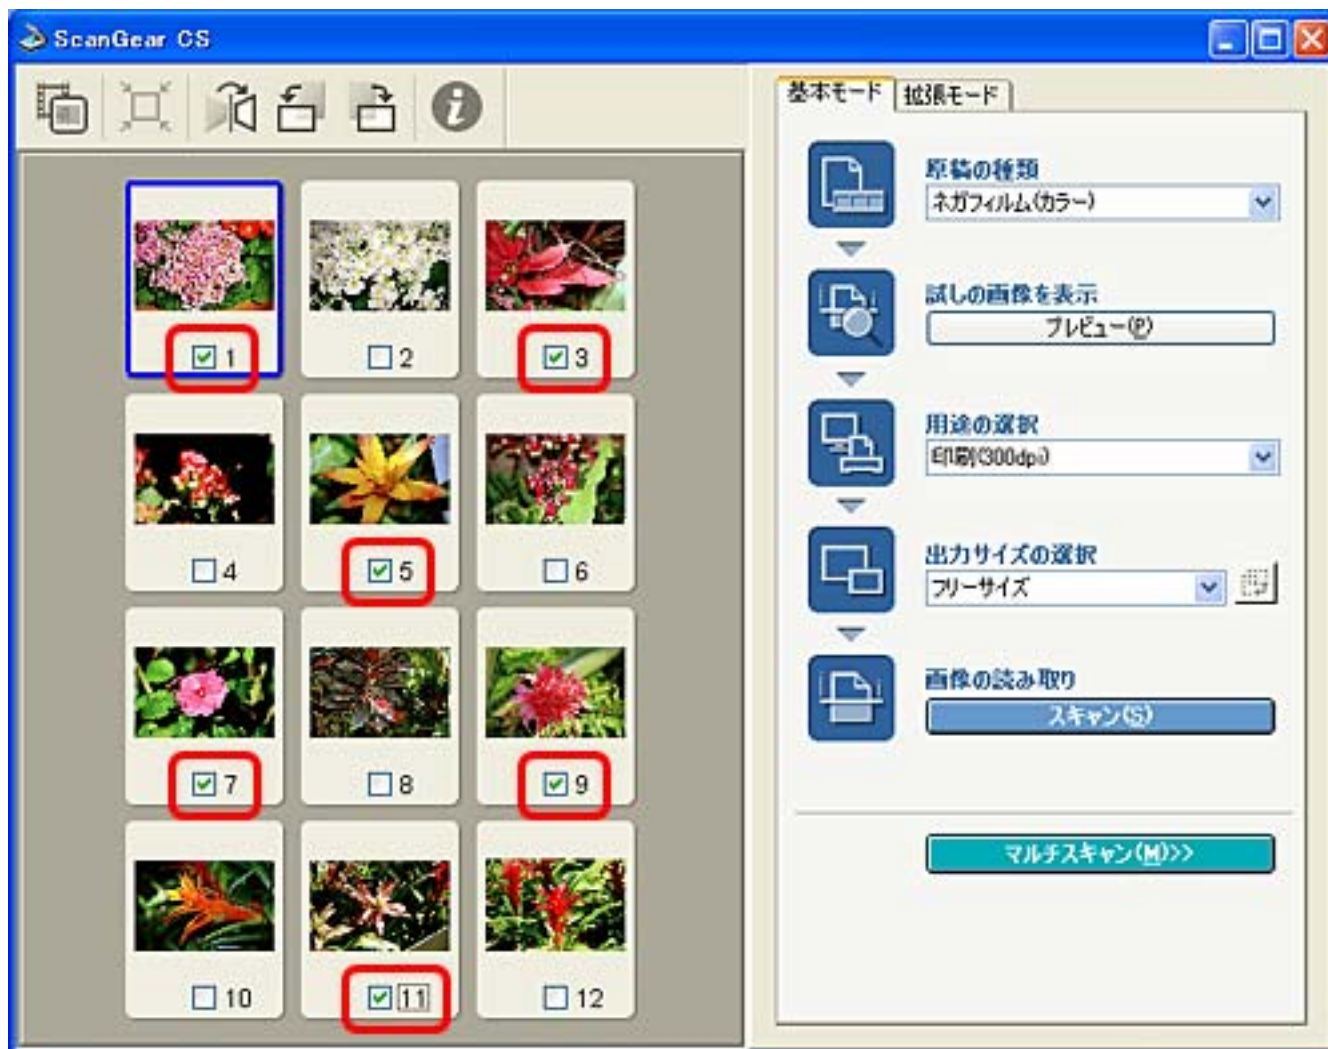 ScanGear CS
基本モード 拡張モード
原稿の種類
ネガフィルム(カラー)
試しの画像を表示
プレビュー(P)
用途の選択
印刷(300dpi)
出力サイズの選択
フリーサイズ
画像の読み取り
スキャン(S)
マルチスキャン(M)>>
1 2 3
4 5 6
7 8 9
10 11 12